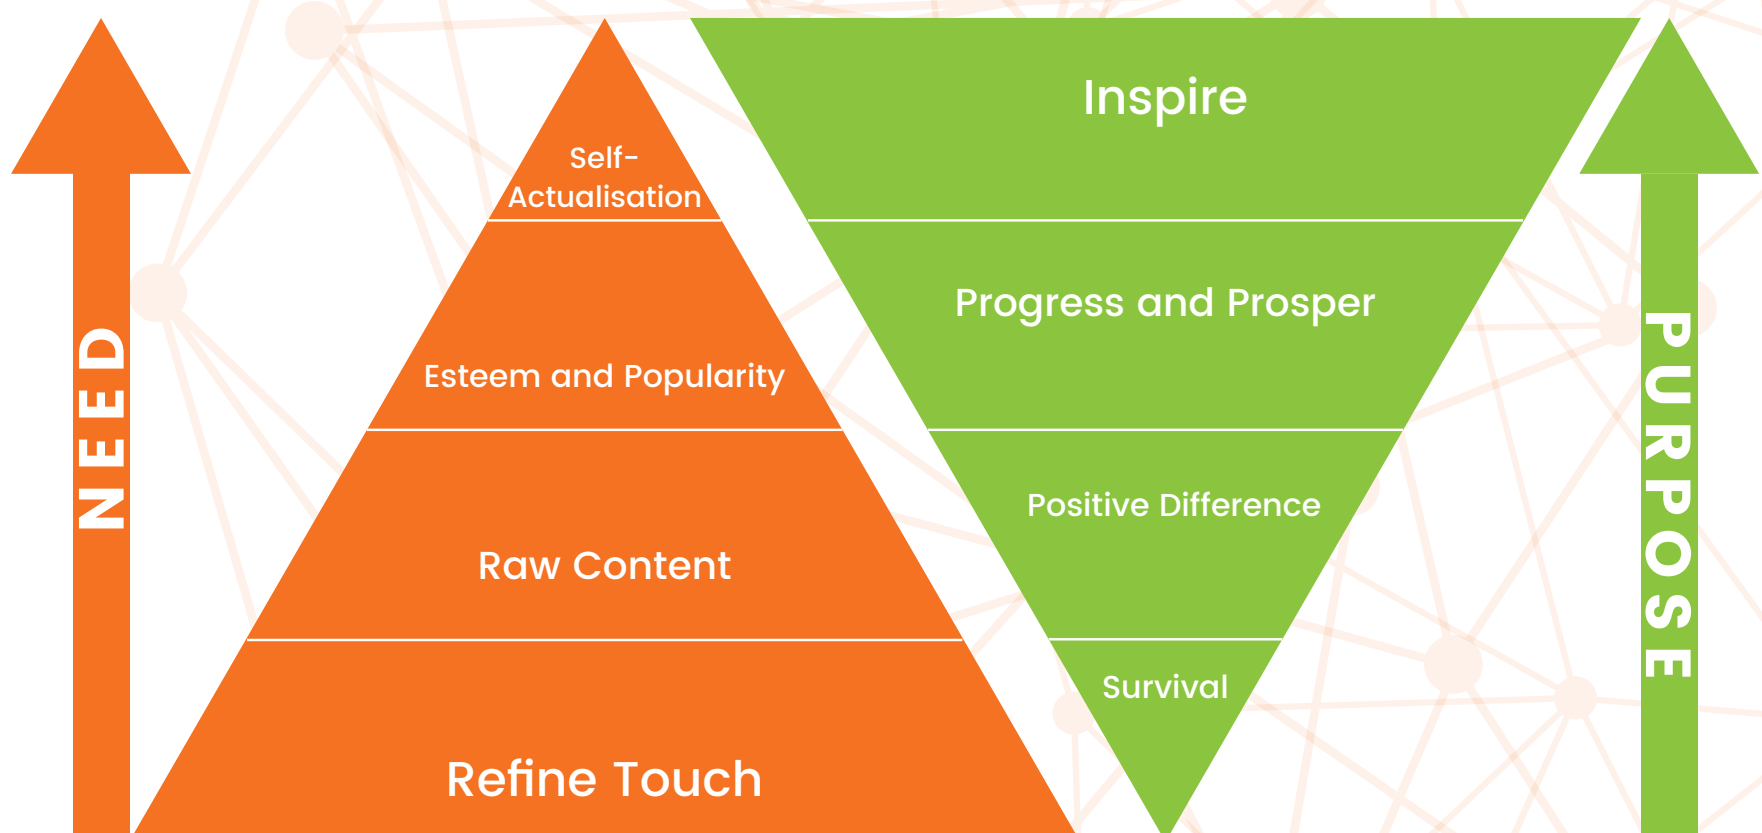 NEED
Self-
Actualisation
Esteem and Popularity
Raw Content
Refine Touch
Inspire
Progress and Prosper
Positive Difference
Survival
PURPOSE